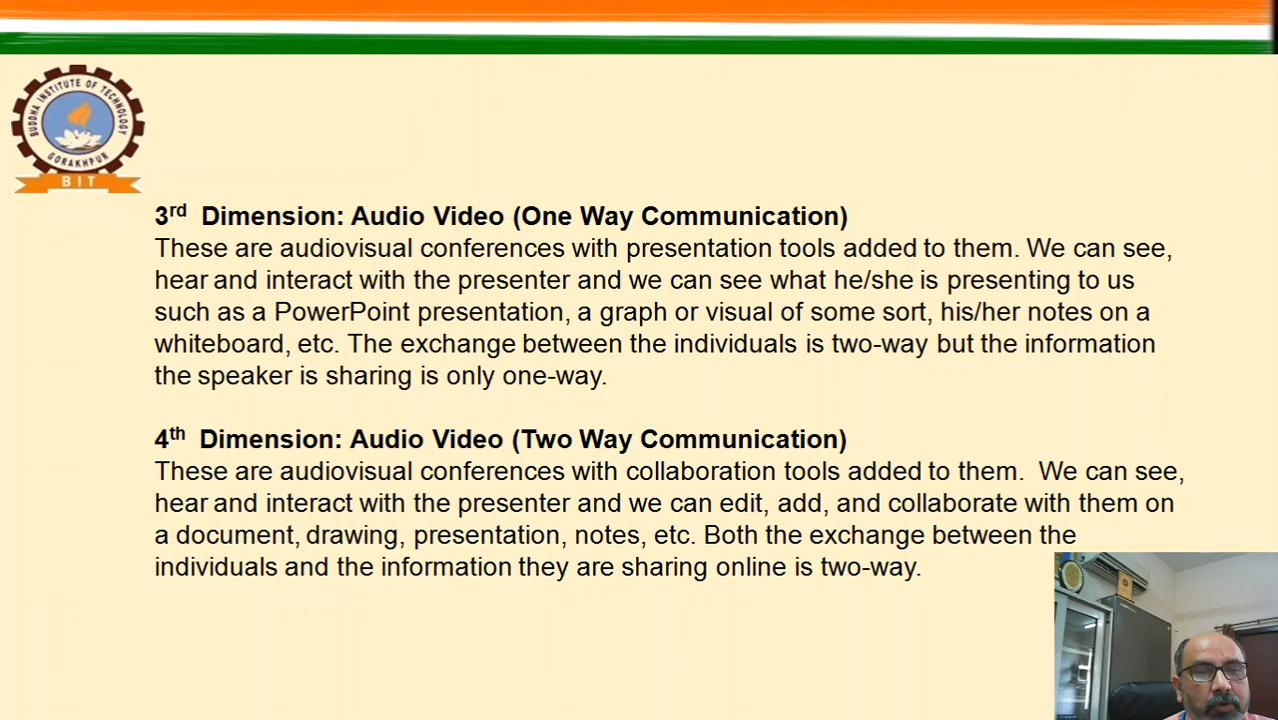 BUDDHA INSTITUTE OF TECHNOLOGY
GORAKHPUR
BIT
3rd Dimension: Audio Video (One Way Communication)
These are audiovisual conferences with presentation tools added to them. We can see,
hear and interact with the presenter and we can see what he/she is presenting to us
such as a PowerPoint presentation, a graph or visual of some sort, his/her notes on a
whiteboard, etc. The exchange between the individuals is two-way but the information
the speaker is sharing is only one-way.
4th Dimension: Audio Video (Two Way Communication)
These are audiovisual conferences with collaboration tools added to them. We can see,
hear and interact with the presenter and we can edit, add, and collaborate with them on
a document, drawing, presentation, notes, etc. Both the exchange between the
individuals and the information they are sharing online is two-way.